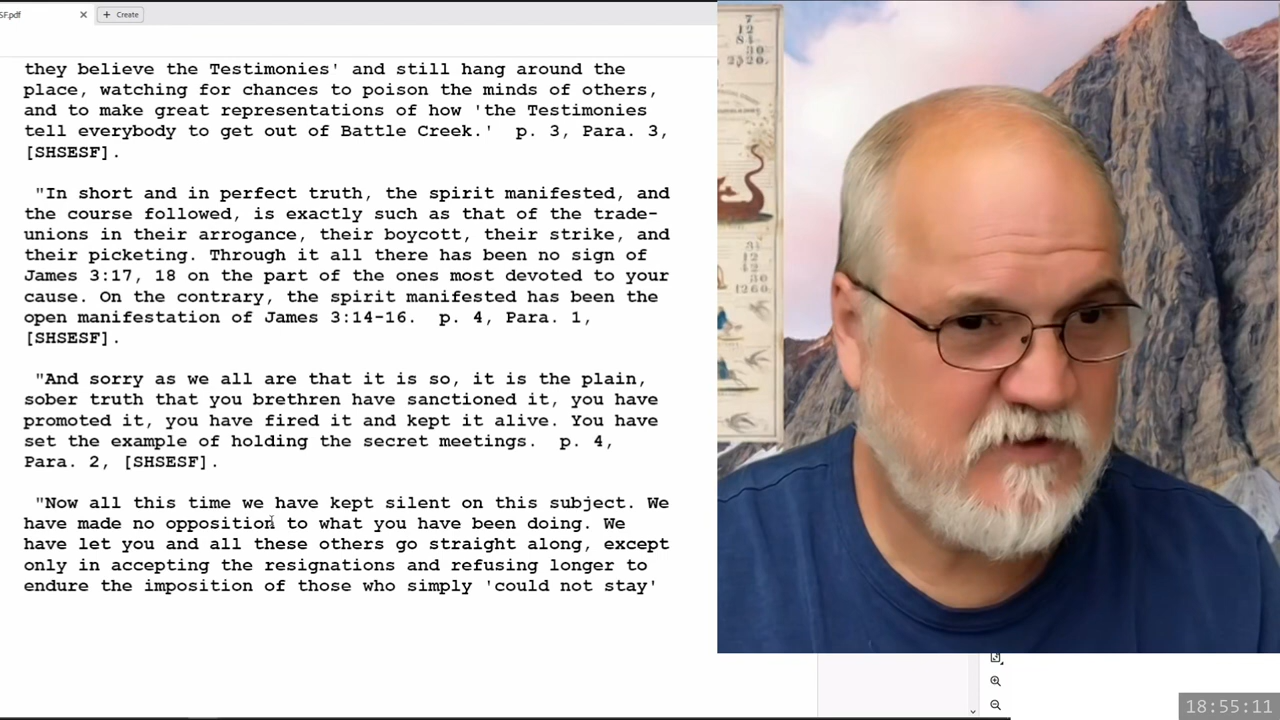 SF.pdf
Create
they believe the Testimonies' and still hang around the
place, watching for chances to poison the minds of others,
and to make great representations of how 'the Testimonies
tell everybody to get out of Battle Creek.'  p. 3, Para. 3,
[SHSESF].
"In short and in perfect truth, the spirit manifested, and
the course followed, is exactly such as that of the trade-
unions in their arrogance, their boycott, their strike, and
their picketing. Through it all there has been no sign of
James 3:17, 18 on the part of the ones most devoted to your
cause. On the contrary, the spirit manifested has been the
open manifestation of James 3:14-16.  p. 4, Para. 1,
[SHSESF].
"And sorry as we all are that it is so, it is the plain,
sober truth that you brethren have sanctioned it, you have
promoted it, you have fired it and kept it alive. You have
set the example of holding the secret meetings.  p. 4,
Para. 2, [SHSESF].
"Now all this time we have kept silent on this subject. We
have made no opposition to what you have been doing. We
have let you and all these others go straight along, except
only in accepting the resignations and refusing longer to
endure the imposition of those who simply 'could not stay'
7
12
84
30
2520.
12
30
1260
18:55:11